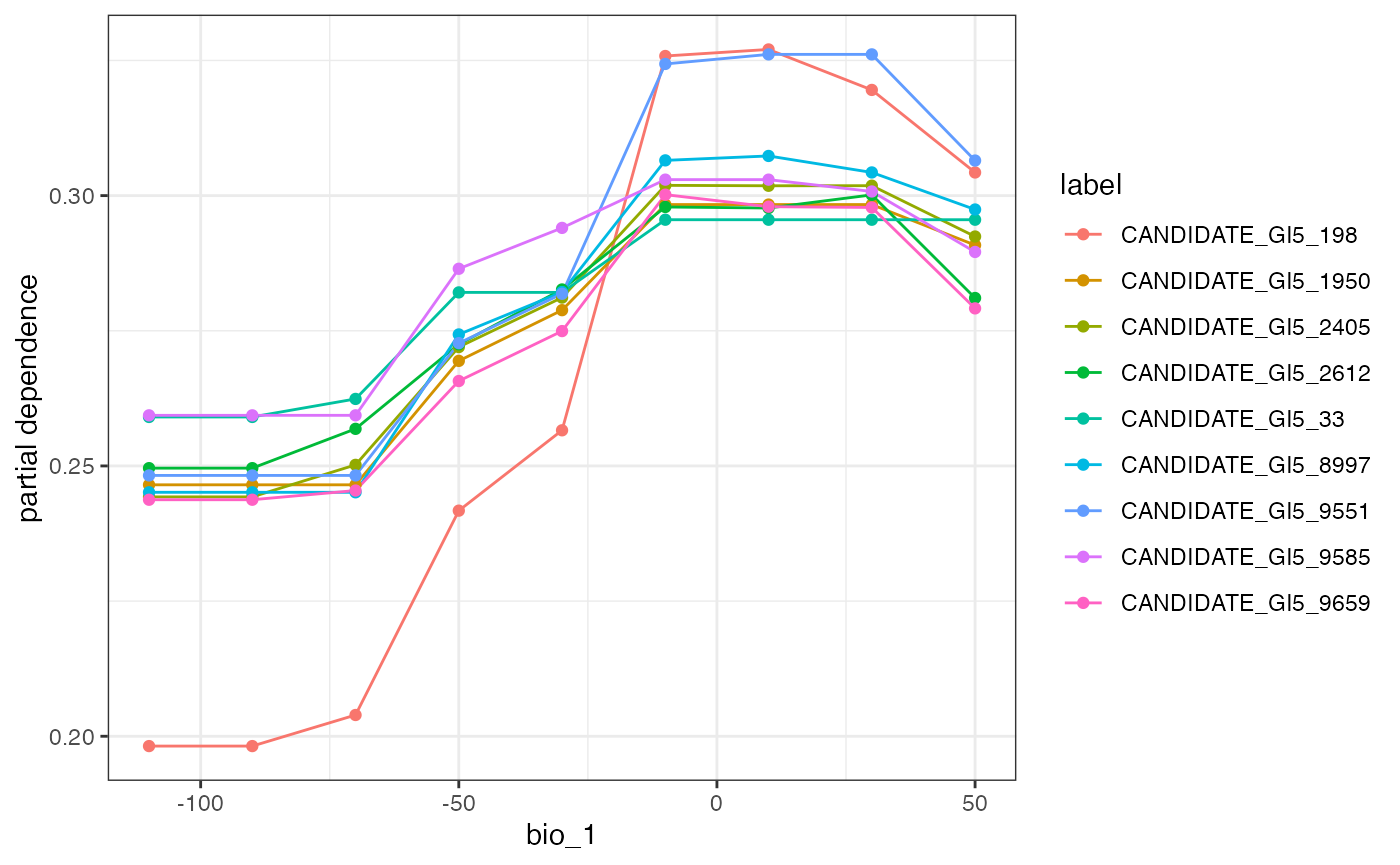 partial dependence
0.30
0.25
0.20
-100
-50
0
50
bio_1
label
CANDIDATE_GI5_198
CANDIDATE_GI5_1950
CANDIDATE_GI5_2405
CANDIDATE_GI5_2612
CANDIDATE_GI5_33
CANDIDATE_GI5_8997
CANDIDATE_GI5_9551
CANDIDATE_GI5_9585
CANDIDATE_GI5_9659